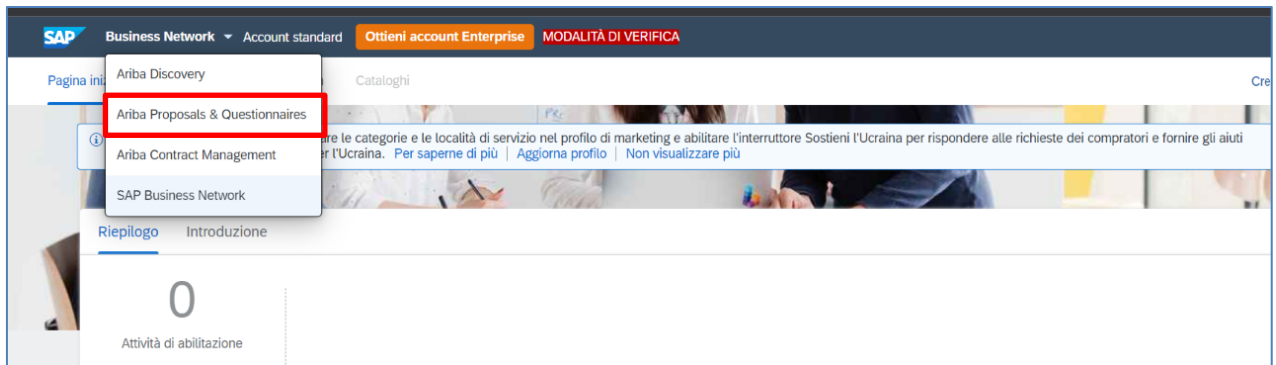 SAP Business Network Account standard Ottieni account Enterprise MODALITÀ DI VERIFICA
Pagina ini Cataloghi Cre
Ariba Discovery
Ariba Proposals & Questionnaires
Ariba Contract Management
SAP Business Network
are le categorie e le località di servizio nel profilo di marketing e abilitare l'interruttore Sostieni l'Ucraina per rispondere alle richieste dei compratori e fornire gli aiuti
er l'Ucraina. Per saperne di più | Aggiorna profilo | Non visualizzare più
Riepilogo Introduzione
0
Attività di abilitazione